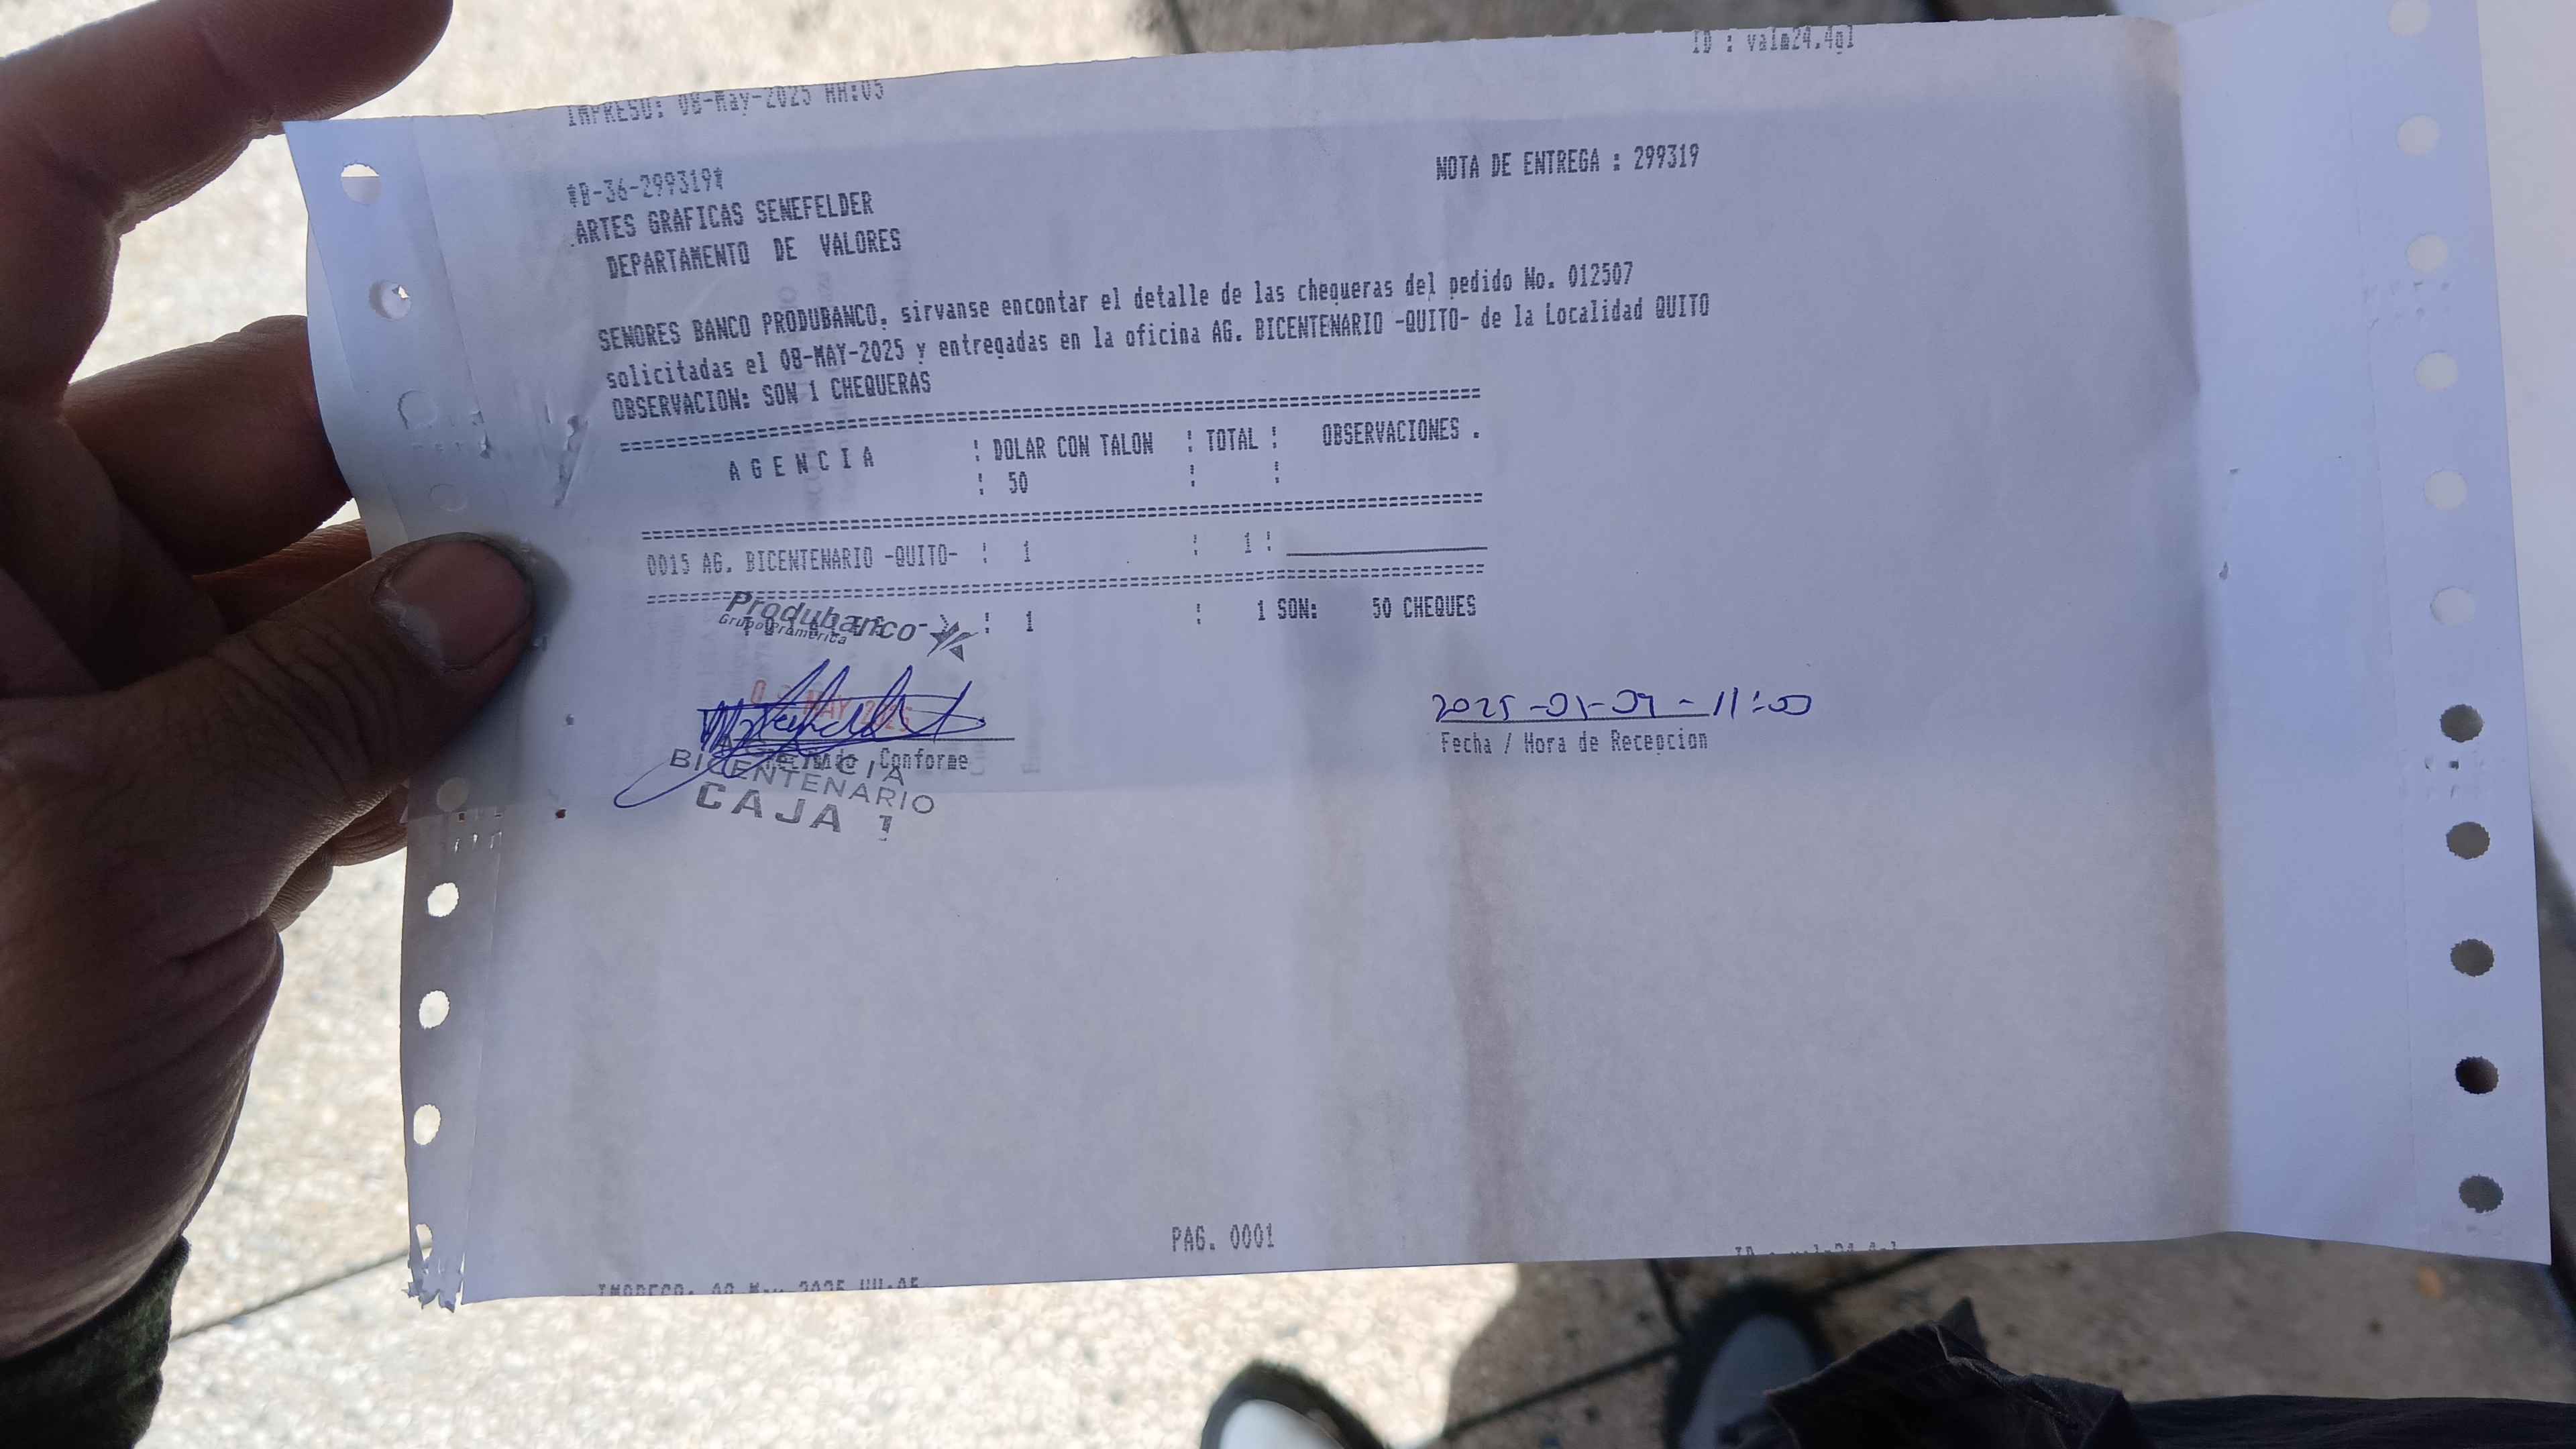 IMPRESO: 08-May-2025 HH:05
ID : valm24.4gl
NOTA DE ENTREGA : 299319
*B-36-299319*
ARTES GRAFICAS SENEFELDER
DEPARTAMENTO DE VALORES
SENORES BANCO PRODUBANCO, sirvanse encontar el detalle de las chequeras del pedido No. 012507
solicitadas el 08-MAY-2025 y entregadas en la oficina AG. BICENTENARIO -QUITO- de la Localidad QUITO
OBSERVACION: SON 1 CHEQUERAS
A G E N C I A : DOLAR CON TALON : TOTAL : OBSERVACIONES .
: 50 : :
0015 AG. BICENTENARIO -QUITO- : 1 : 1 :
: 1 : 1 SON: 50 CHEQUES
Produbanco
Grupo Promerica
MAY 2025
2025 - 11:00
Recibido Conforme
Fecha / Hora de Recepcion
AGENCIA
BICENTENARIO
CAJA 1
PAG. 0001